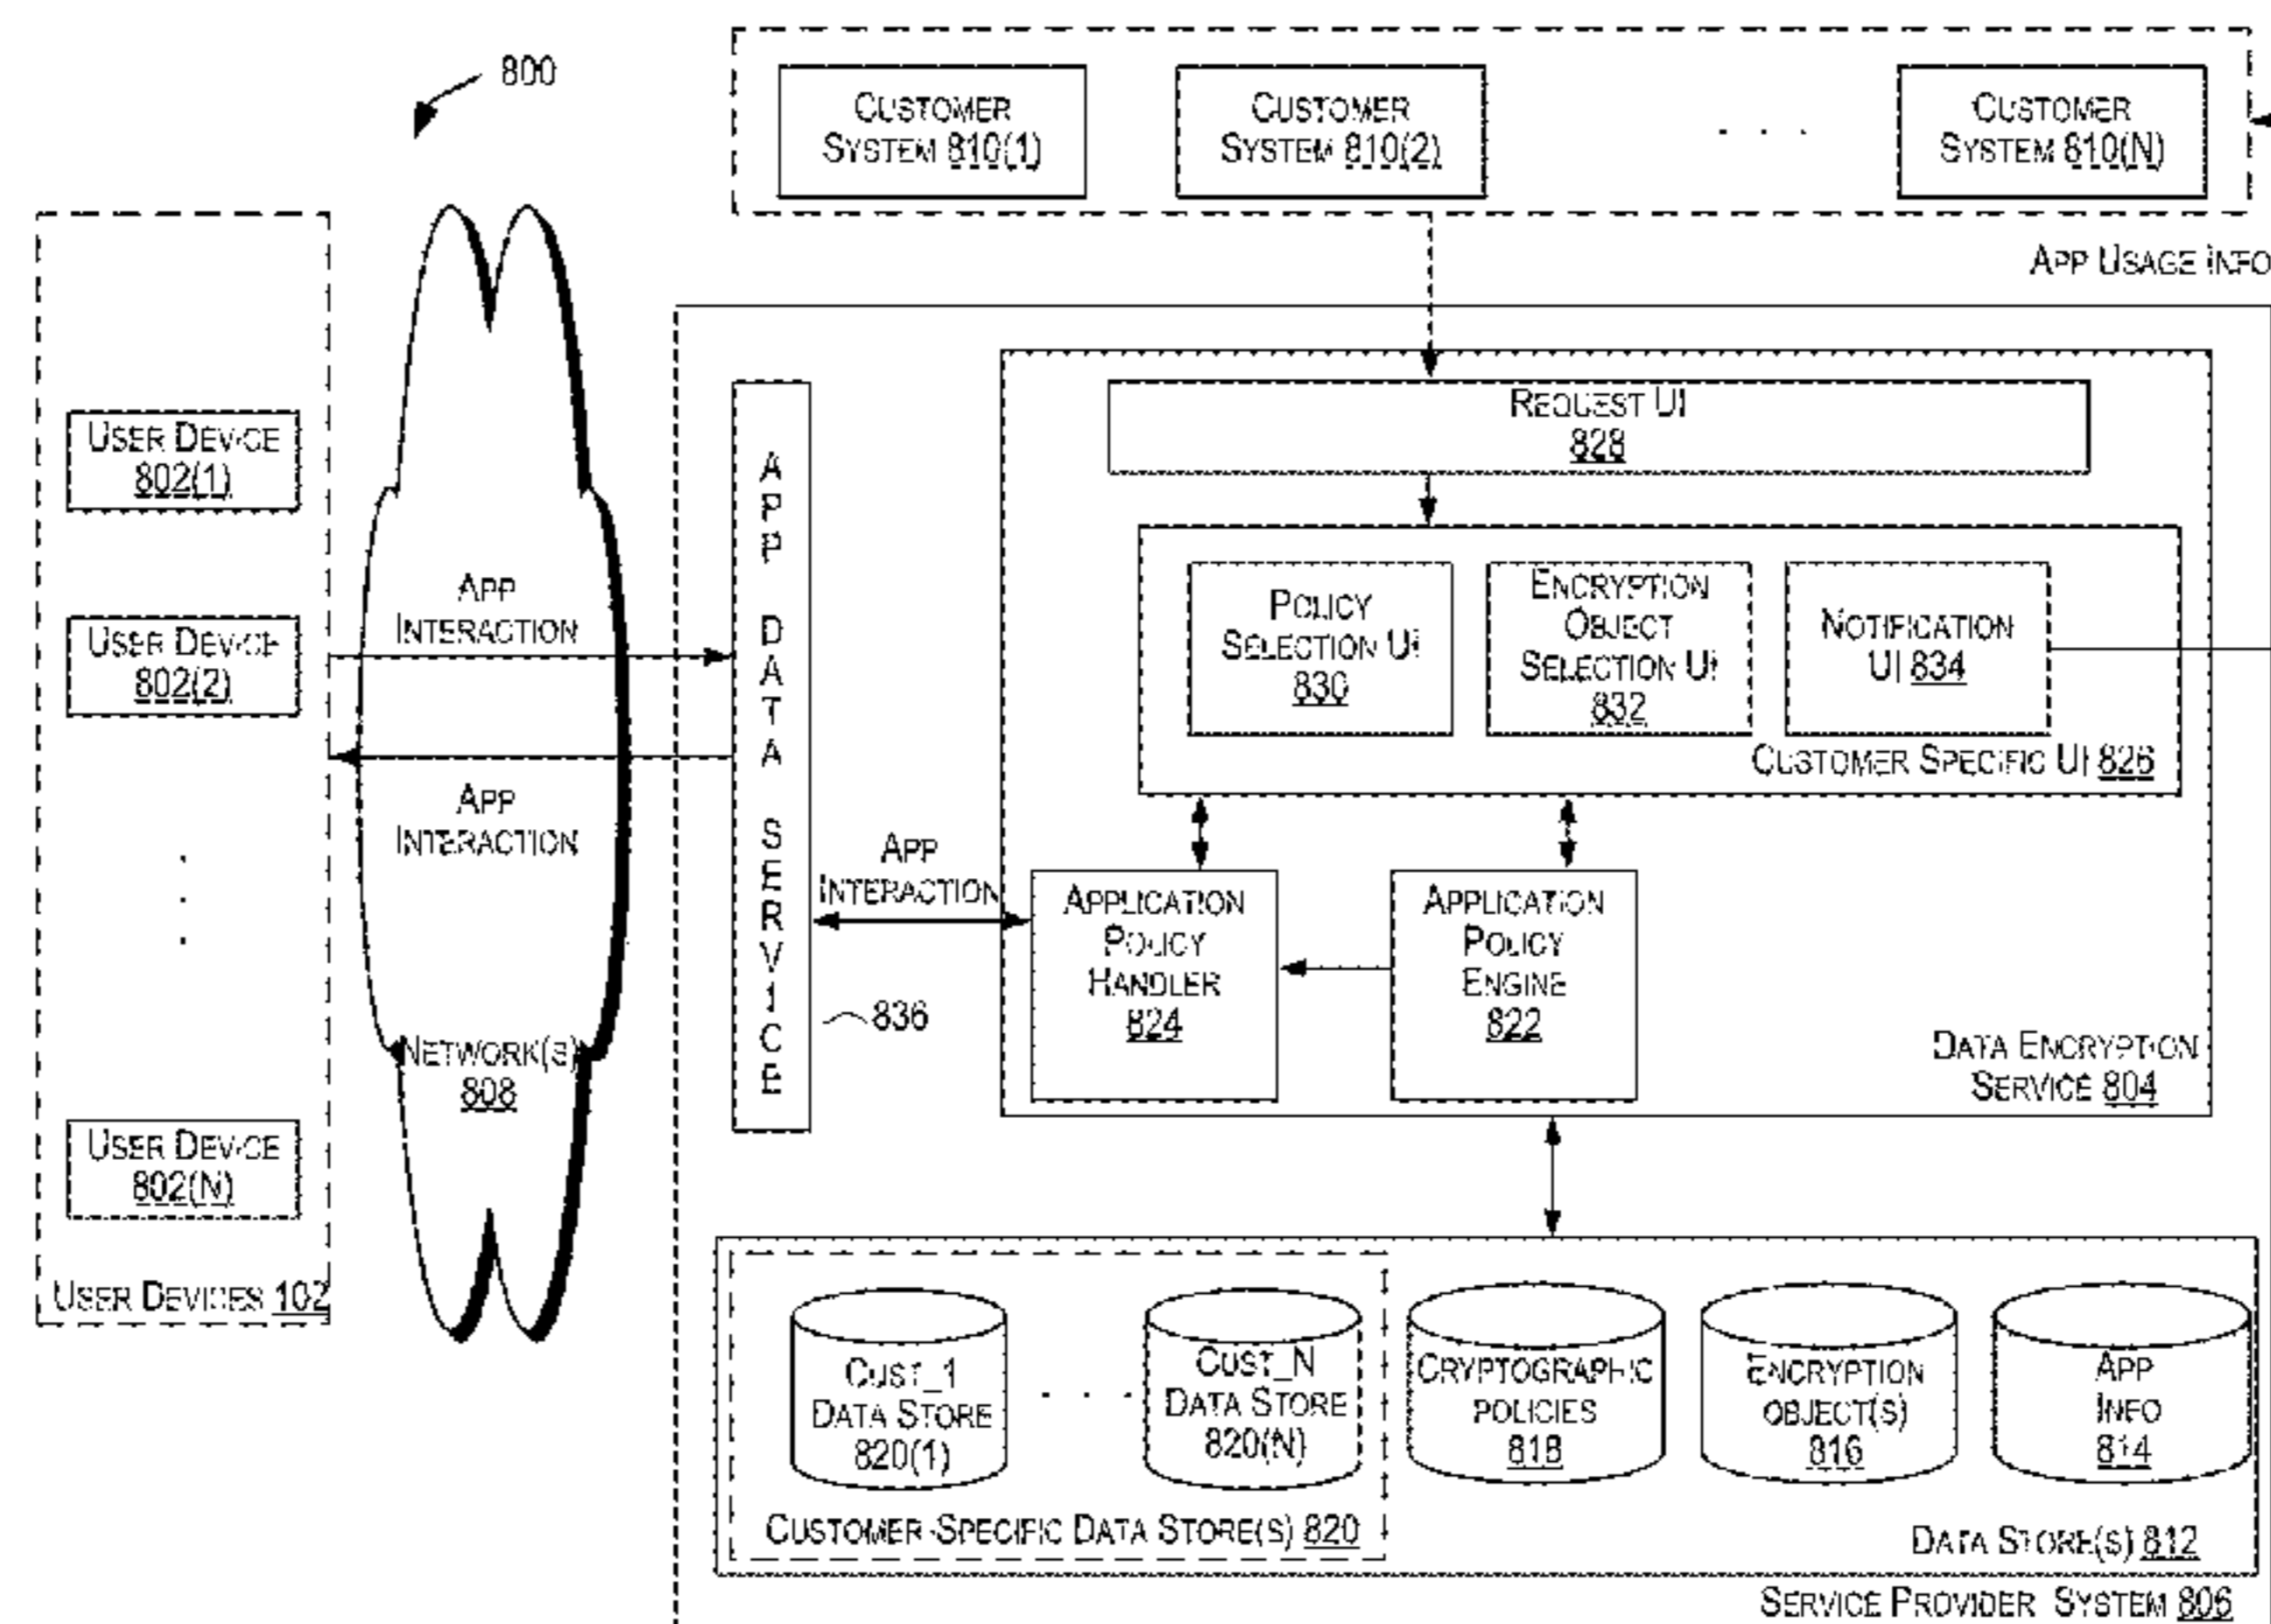 800
CUSTOMER
SYSTEM 810(1)
CUSTOMER
SYSTEM 810(2)
. . .
CUSTOMER
SYSTEM 810(N)
APP USAGE INFO
USER DEVICE
802(1)
USER DEVICE
802(2)
USER DEVICE
802(N)
USER DEVICES 102
APP
INTERACTION
APP
INTERACTION
NETWORK(S)
808
APP DATA SERVICE
836
APP
INTERACTION
REQUEST UI
828
POLICY
SELECTION UI
830
ENCRYPTION
OBJECT
SELECTION UI
832
NOTIFICATION
UI 834
CUSTOMER SPECIFIC UI 826
APPLICATION
POLICY
HANDLER
824
APPLICATION
POLICY
ENGINE
822
DATA ENCRYPTION
SERVICE 804
CUST_1
DATA STORE
820(1)
. . .
CUST_N
DATA STORE
820(N)
CUSTOMER-SPECIFIC DATA STORE(S) 820
CRYPTOGRAPHIC
POLICIES
818
ENCRYPTION
OBJECT(S)
816
APP
INFO
814
DATA STORE(S) 812
SERVICE PROVIDER SYSTEM 806